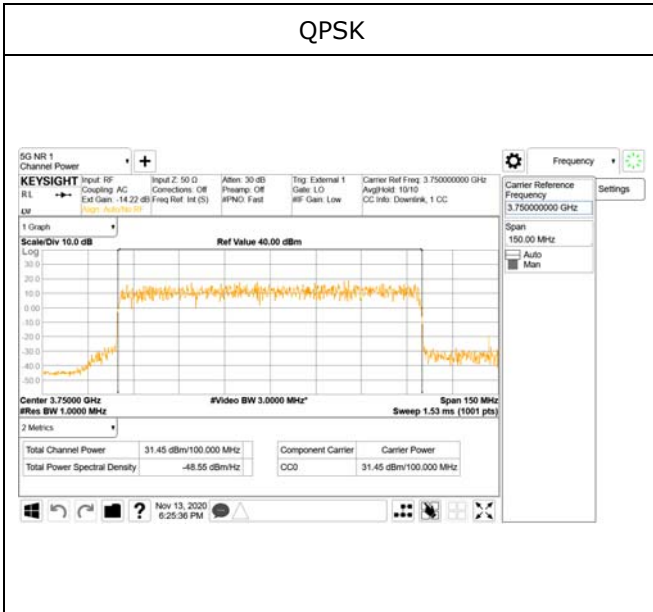 QPSK
5G NR 1
Channel Power
KEYSIGHT
RL
Input: RF
Coupling: AC
Ext Gain: -14.22 dB
Align: Auto/No RF
Input Z: 50 Ω
Corrections: Off
Freq Ref: Int (S)
Atten: 30 dB
Preamp: Off
#PNO: Fast
Trig: External 1
Gate: LO
#IF Gain: Low
Carrier Ref Freq: 3.750000000 GHz
Avg|Hold: 10/10
CC Info: Downlink, 1 CC
1 Graph
Scale/Div 10.0 dB
Ref Value 40.00 dBm
Log
30.0
20.0
10.0
0.00
-10.0
-20.0
-30.0
-40.0
-50.0
Center 3.75000 GHz
#Video BW 3.0000 MHz*
Span 150 MHz
#Res BW 1.0000 MHz
Sweep 1.53 ms (1001 pts)
2 Metrics
Total Channel Power 31.45 dBm/100.000 MHz
Total Power Spectral Density -48.55 dBm/Hz
Component Carrier Carrier Power
CC0 31.45 dBm/100.000 MHz
Nov 13, 2020
6:25:36 PM
Frequency
Settings
Carrier Reference
Frequency
3.750000000 GHz
Span
150.00 MHz
Auto
Man